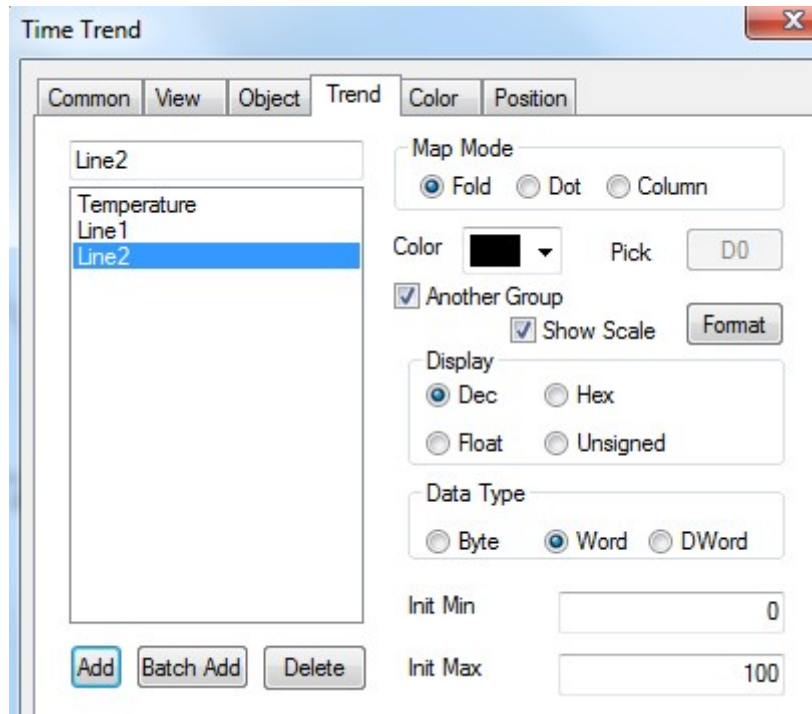 Time Trend
Common View Object Trend Color Position
Line2
Temperature
Line1
Line2
Add Batch Add Delete
Map Mode
Fold Dot Column
Color Pick D0
Another Group
Show Scale Format
Display
Dec Hex
Float Unsigned
Data Type
Byte Word DWord
Init Min 0
Init Max 100